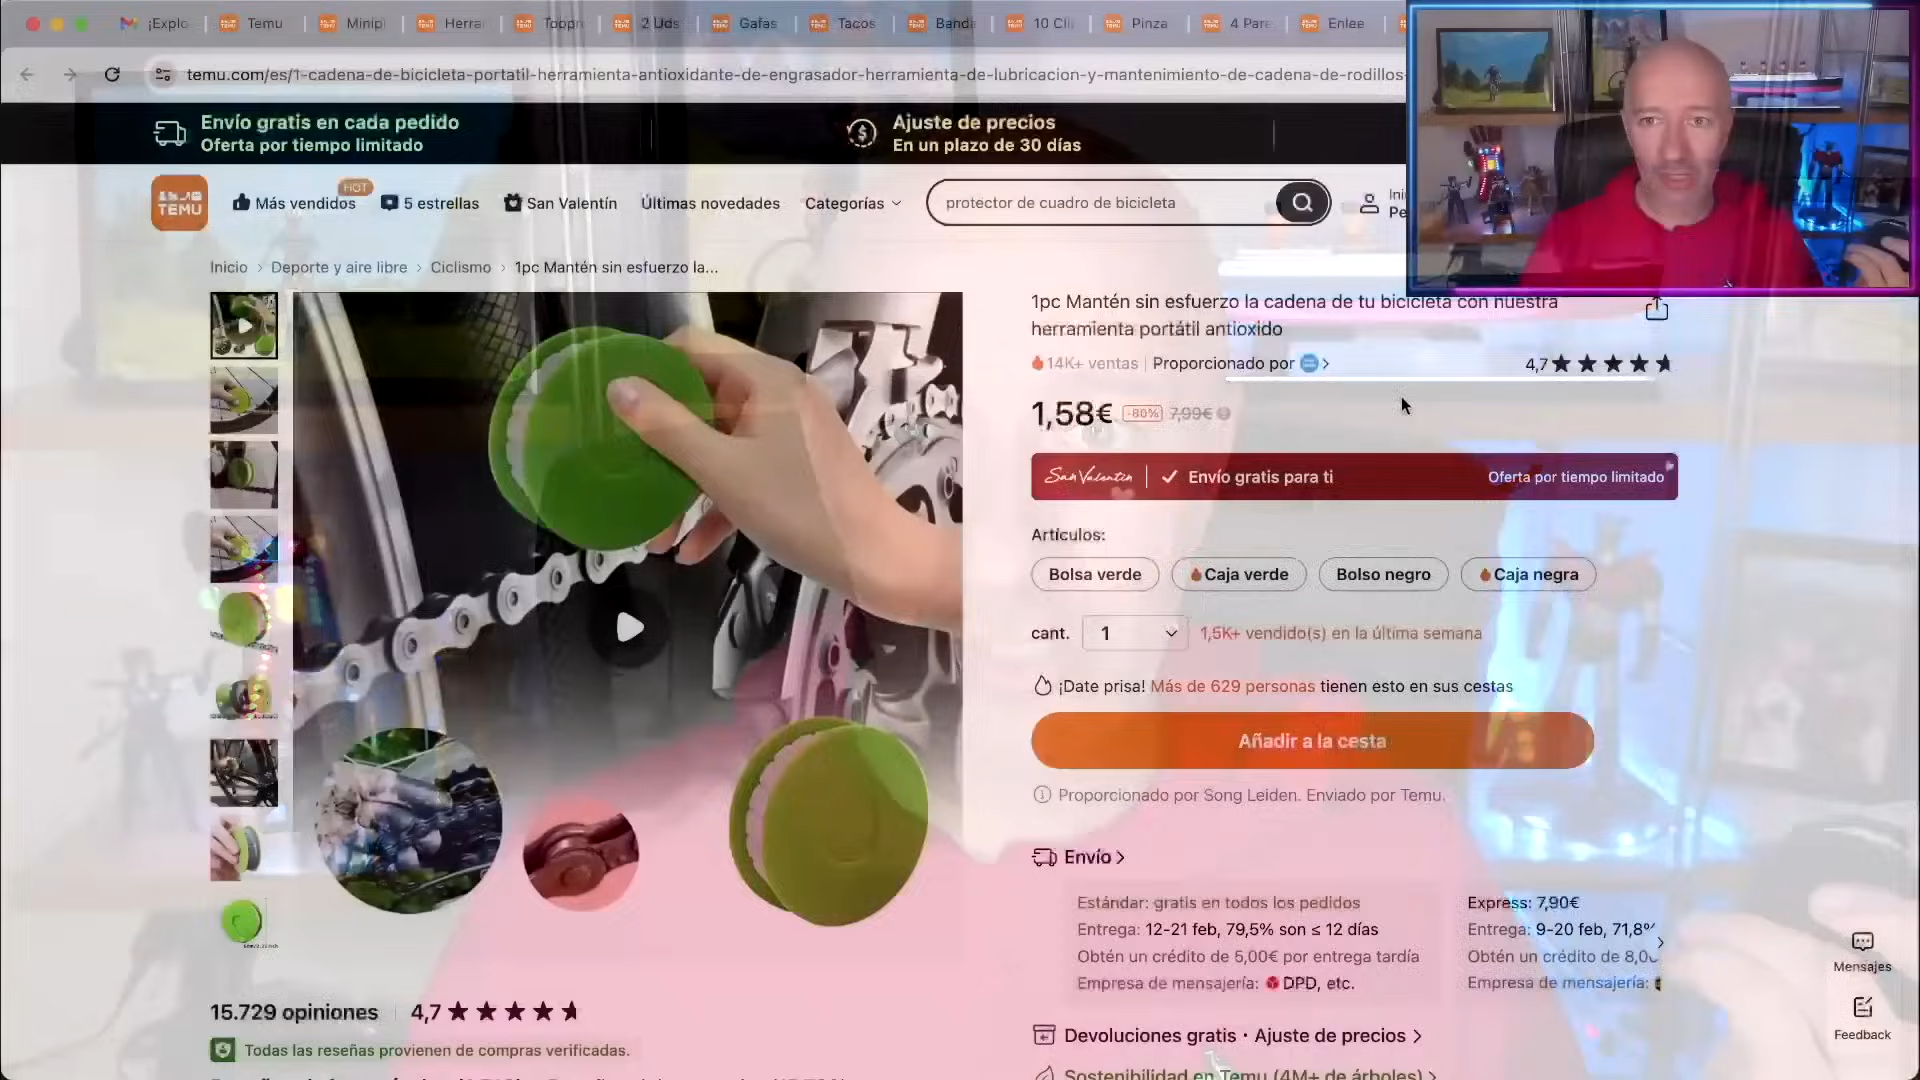 ¡Explo
Temu
Minip
Herra
Toopre
2 Uds
Gafas
Tacos
Banda
10 Cli
Pinza
4 Pare
Enlee
temu.com/es/1-cadena-de-bicicleta-portatil-herramienta-antioxidante-de-engrasador-herramienta-de-lubricacion-y-mantenimiento-de-cadena-de-rodillos-
Envío gratis en cada pedido
Oferta por tiempo limitado
Ajuste de precios
En un plazo de 30 días
TEMU
Más vendidos
HOT
5 estrellas
San Valentín
Últimas novedades
Categorías
protector de cuadro de bicicleta
Ini
Pe
Inicio > Deporte y aire libre > Ciclismo > 1pc Mantén sin esfuerzo la...
1pc Mantén sin esfuerzo la cadena de tu bicicleta con nuestra
herramienta portátil antioxido
14K+ ventas | Proporcionado por
4,7
1,58€ -80% 7,99€
San Valentín | ✓ Envío gratis para ti
Oferta por tiempo limitado
Artículos:
Bolsa verde
Caja verde
Bolso negro
Caja negra
cant. 1 1,5K+ vendido(s) en la última semana
¡Date prisa! Más de 629 personas tienen esto en sus cestas
Añadir a la cesta
Proporcionado por Song Leiden. Enviado por Temu.
Envío
Estándar: gratis en todos los pedidos
Entrega: 12-21 feb, 79,5% son ≤ 12 días
Obtén un crédito de 5,00€ por entrega tardía
Empresa de mensajería: DPD, etc.
Express: 7,90€
Entrega: 9-20 feb, 71,8%
Obtén un crédito de 8,0
Empresa de mensajería:
Mensajes
Feedback
15.729 opiniones | 4,7
Todas las reseñas provienen de compras verificadas.
Devoluciones gratis · Ajuste de precios
Sostenibilidad en Temu (4M+ de árboles)